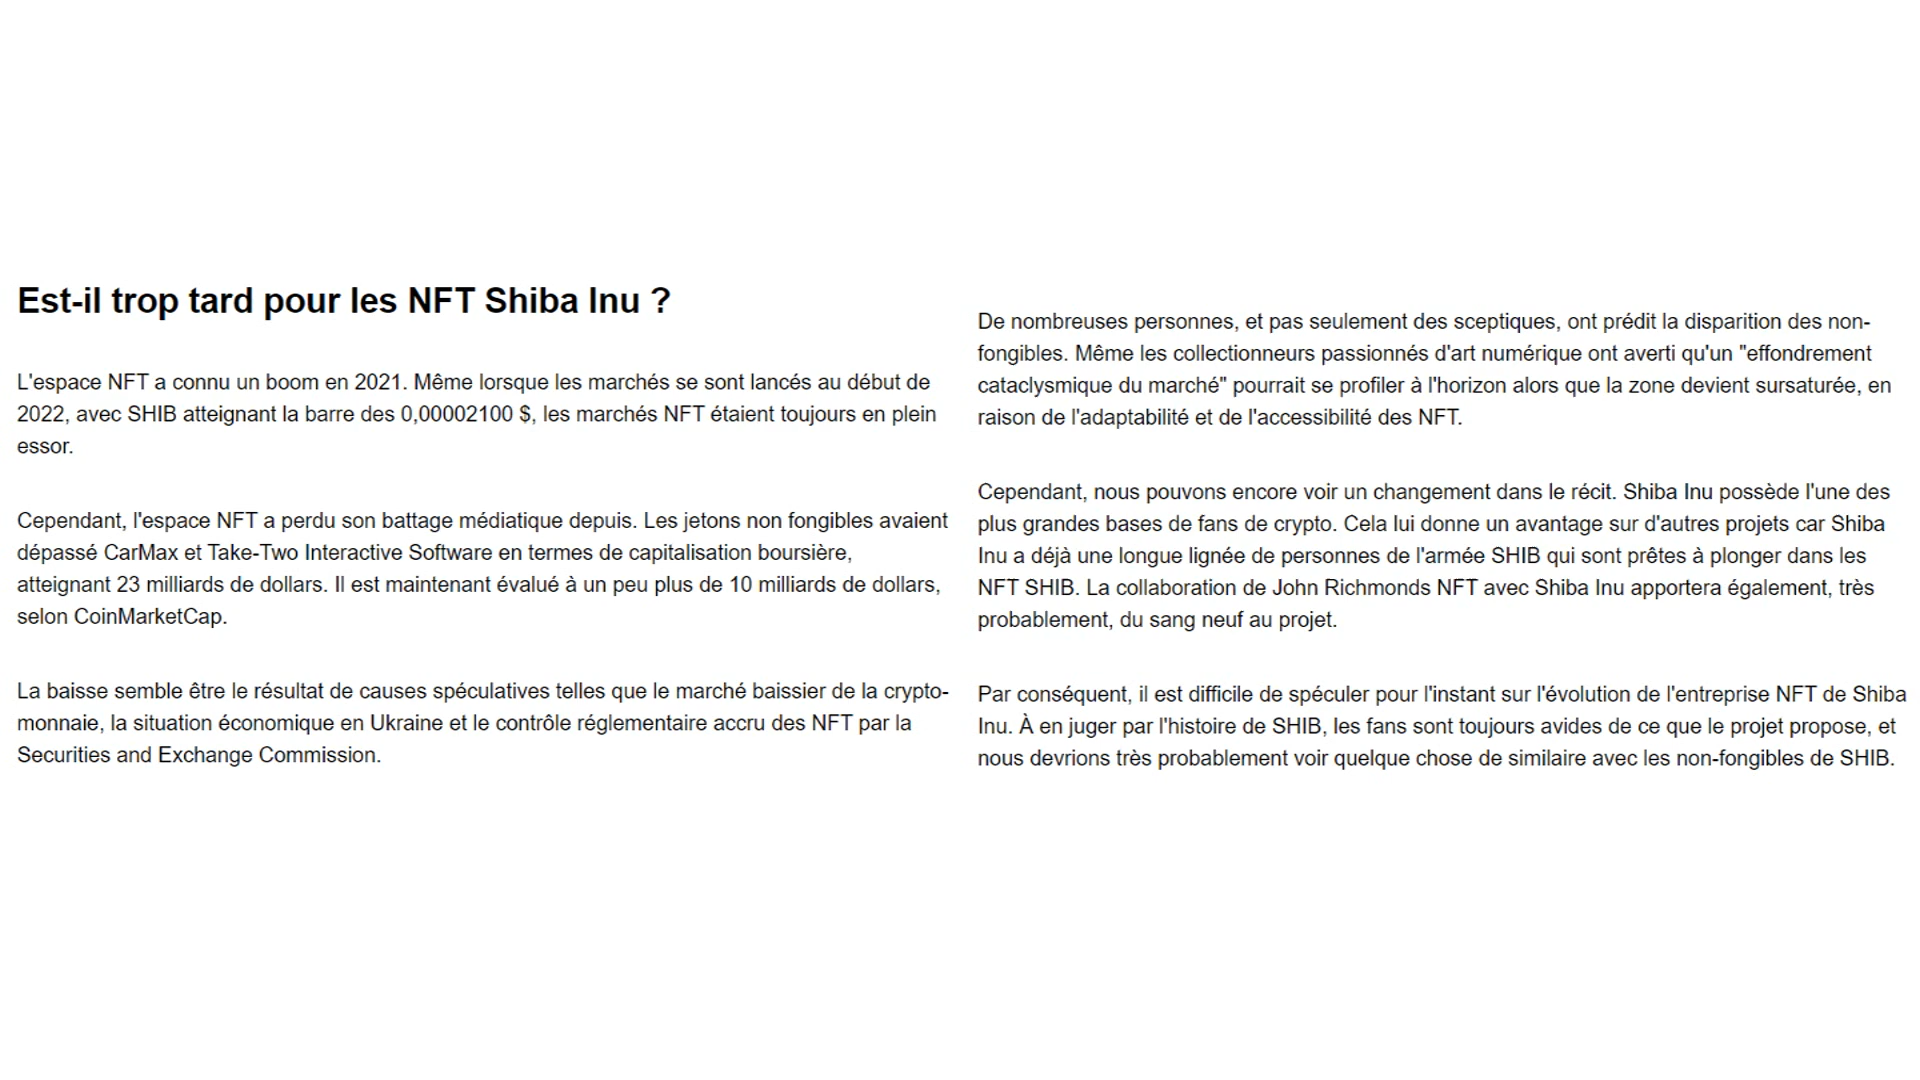 Est-il trop tard pour les NFT Shiba Inu ?
L'espace NFT a connu un boom en 2021. Même lorsque les marchés se sont lancés au début de
2022, avec SHIB atteignant la barre des 0,00002100 $, les marchés NFT étaient toujours en plein
essor.
Cependant, l'espace NFT a perdu son battage médiatique depuis. Les jetons non fongibles avaient
dépassé CarMax et Take-Two Interactive Software en termes de capitalisation boursière,
atteignant 23 milliards de dollars. Il est maintenant évalué à un peu plus de 10 milliards de dollars,
selon CoinMarketCap.
La baisse semble être le résultat de causes spéculatives telles que le marché baissier de la crypto-
monnaie, la situation économique en Ukraine et le contrôle réglementaire accru des NFT par la
Securities and Exchange Commission.
De nombreuses personnes, et pas seulement des sceptiques, ont prédit la disparition des non-
fongibles. Même les collectionneurs passionnés d'art numérique ont averti qu'un "effondrement
cataclysmique du marché" pourrait se profiler à l'horizon alors que la zone devient sursaturée, en
raison de l'adaptabilité et de l'accessibilité des NFT.
Cependant, nous pouvons encore voir un changement dans le récit. Shiba Inu possède l'une des
plus grandes bases de fans de crypto. Cela lui donne un avantage sur d'autres projets car Shiba
Inu a déjà une longue lignée de personnes de l'armée SHIB qui sont prêtes à plonger dans les
NFT SHIB. La collaboration de John Richmonds NFT avec Shiba Inu apportera également, très
probablement, du sang neuf au projet.
Par conséquent, il est difficile de spéculer pour l'instant sur l'évolution de l'entreprise NFT de Shiba
Inu. À en juger par l'histoire de SHIB, les fans sont toujours avides de ce que le projet propose, et
nous devrions très probablement voir quelque chose de similaire avec les non-fongibles de SHIB.